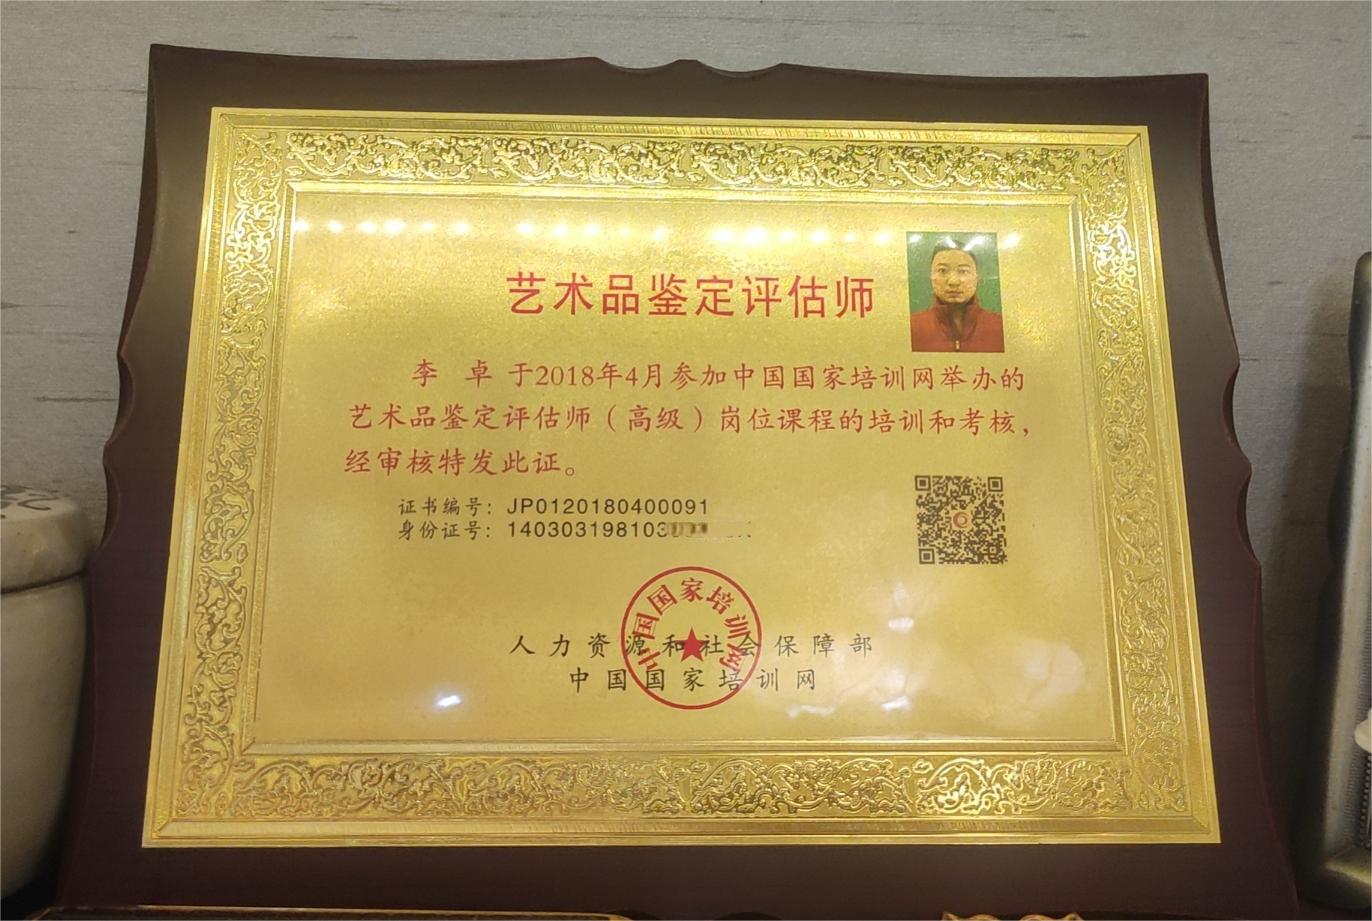 艺术品鉴定评估师
李 卓 于2018年4月参加中国国家培训网举办的
艺术品鉴定评估师（高级）岗位课程的培训和考核，
经审核特发此证。
证书编号：JP0120180400091
身份证号：140303198103
中国国家培训网
人力资源和社会保障部
中国国家培训网